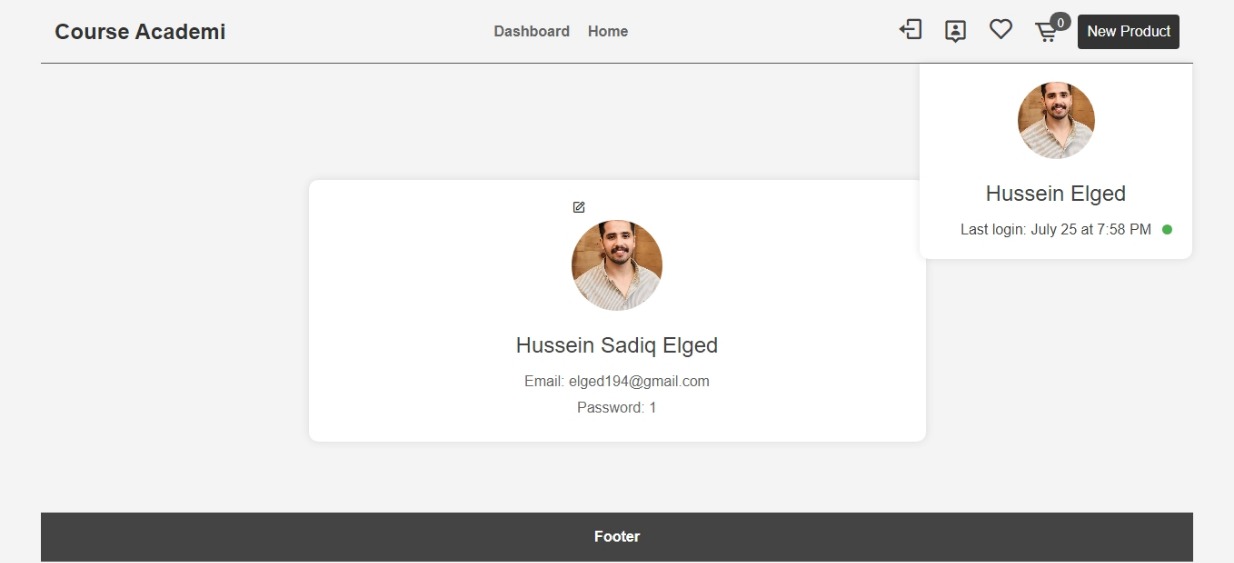 Course Academi
Dashboard Home
0
New Product
Hussein Elged
Last login: July 25 at 7:58 PM
Hussein Sadiq Elged
Email: elged194@gmail.com
Password: 1
Footer